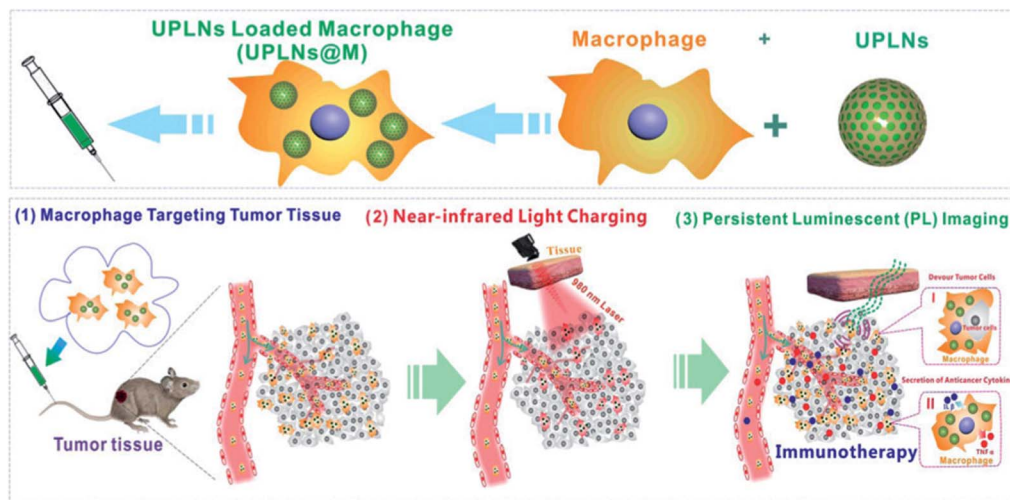 UPLNs Loaded Macrophage
(UPLNs@M)
Macrophage
+
UPLNs
+
(1) Macrophage Targeting Tumor Tissue
(2) Near-infrared Light Charging
(3) Persistent Luminescent (PL) Imaging
Tissue
980 nm Laser
Devour Tumor Cells
I
Tumor cells
Macrophage
Secretion of Anticancer Cytokin
II
TNF α
Macrophage
Immunotherapy
Tumor tissue